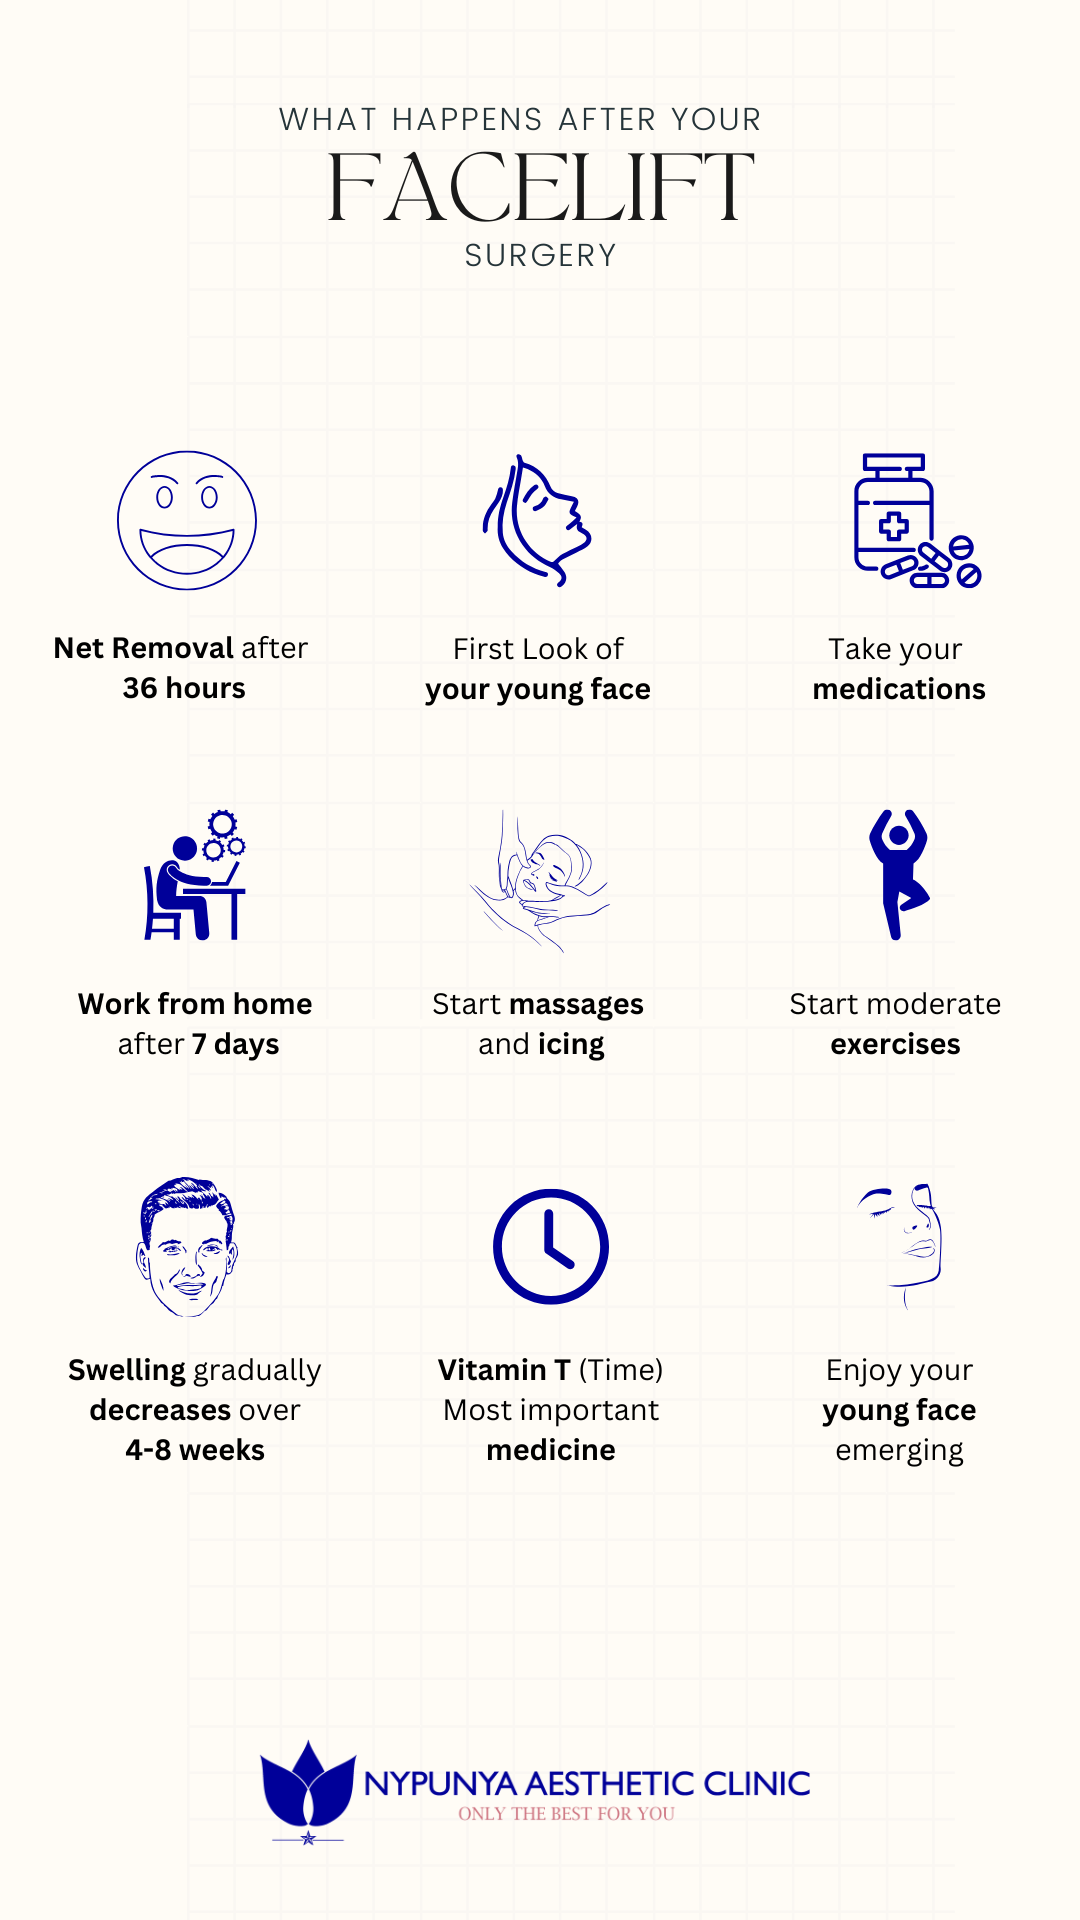 WHAT HAPPENS AFTER YOUR
FACELIFT
SURGERY
Net Removal after
36 hours
First Look of
your young face
Take your
medications
Work from home
after 7 days
Start massages
and icing
Start moderate
exercises
Swelling gradually
decreases over
4-8 weeks
Vitamin T (Time)
Most important
medicine
Enjoy your
young face
emerging
NYPUNYA AESTHETIC CLINIC
ONLY THE BEST FOR YOU